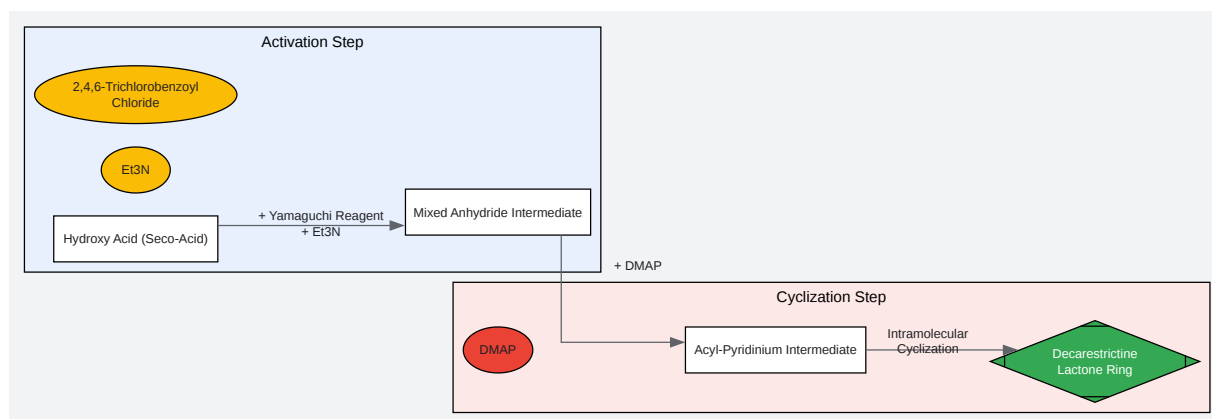 Activation Step
2,4,6-Trichlorobenzoyl
Chloride
Et3N
Hydroxy Acid (Seco-Acid)
+ Yamaguchi Reagent
+ Et3N
Mixed Anhydride Intermediate
+ DMAP
Cyclization Step
DMAP
Acyl-Pyridinium Intermediate
Intramolecular
Cyclization
Decarestrictine
Lactone Ring